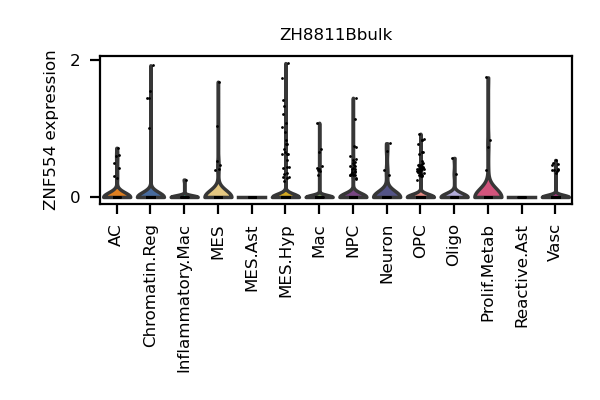 ZH8811Bbulk
ZNF554 expression
2
0
AC
Chromatin.Reg
Inflammatory.Mac
MES
MES.Ast
MES.Hyp
Mac
NPC
Neuron
OPC
Oligo
Prolif.Metab
Reactive.Ast
Vasc